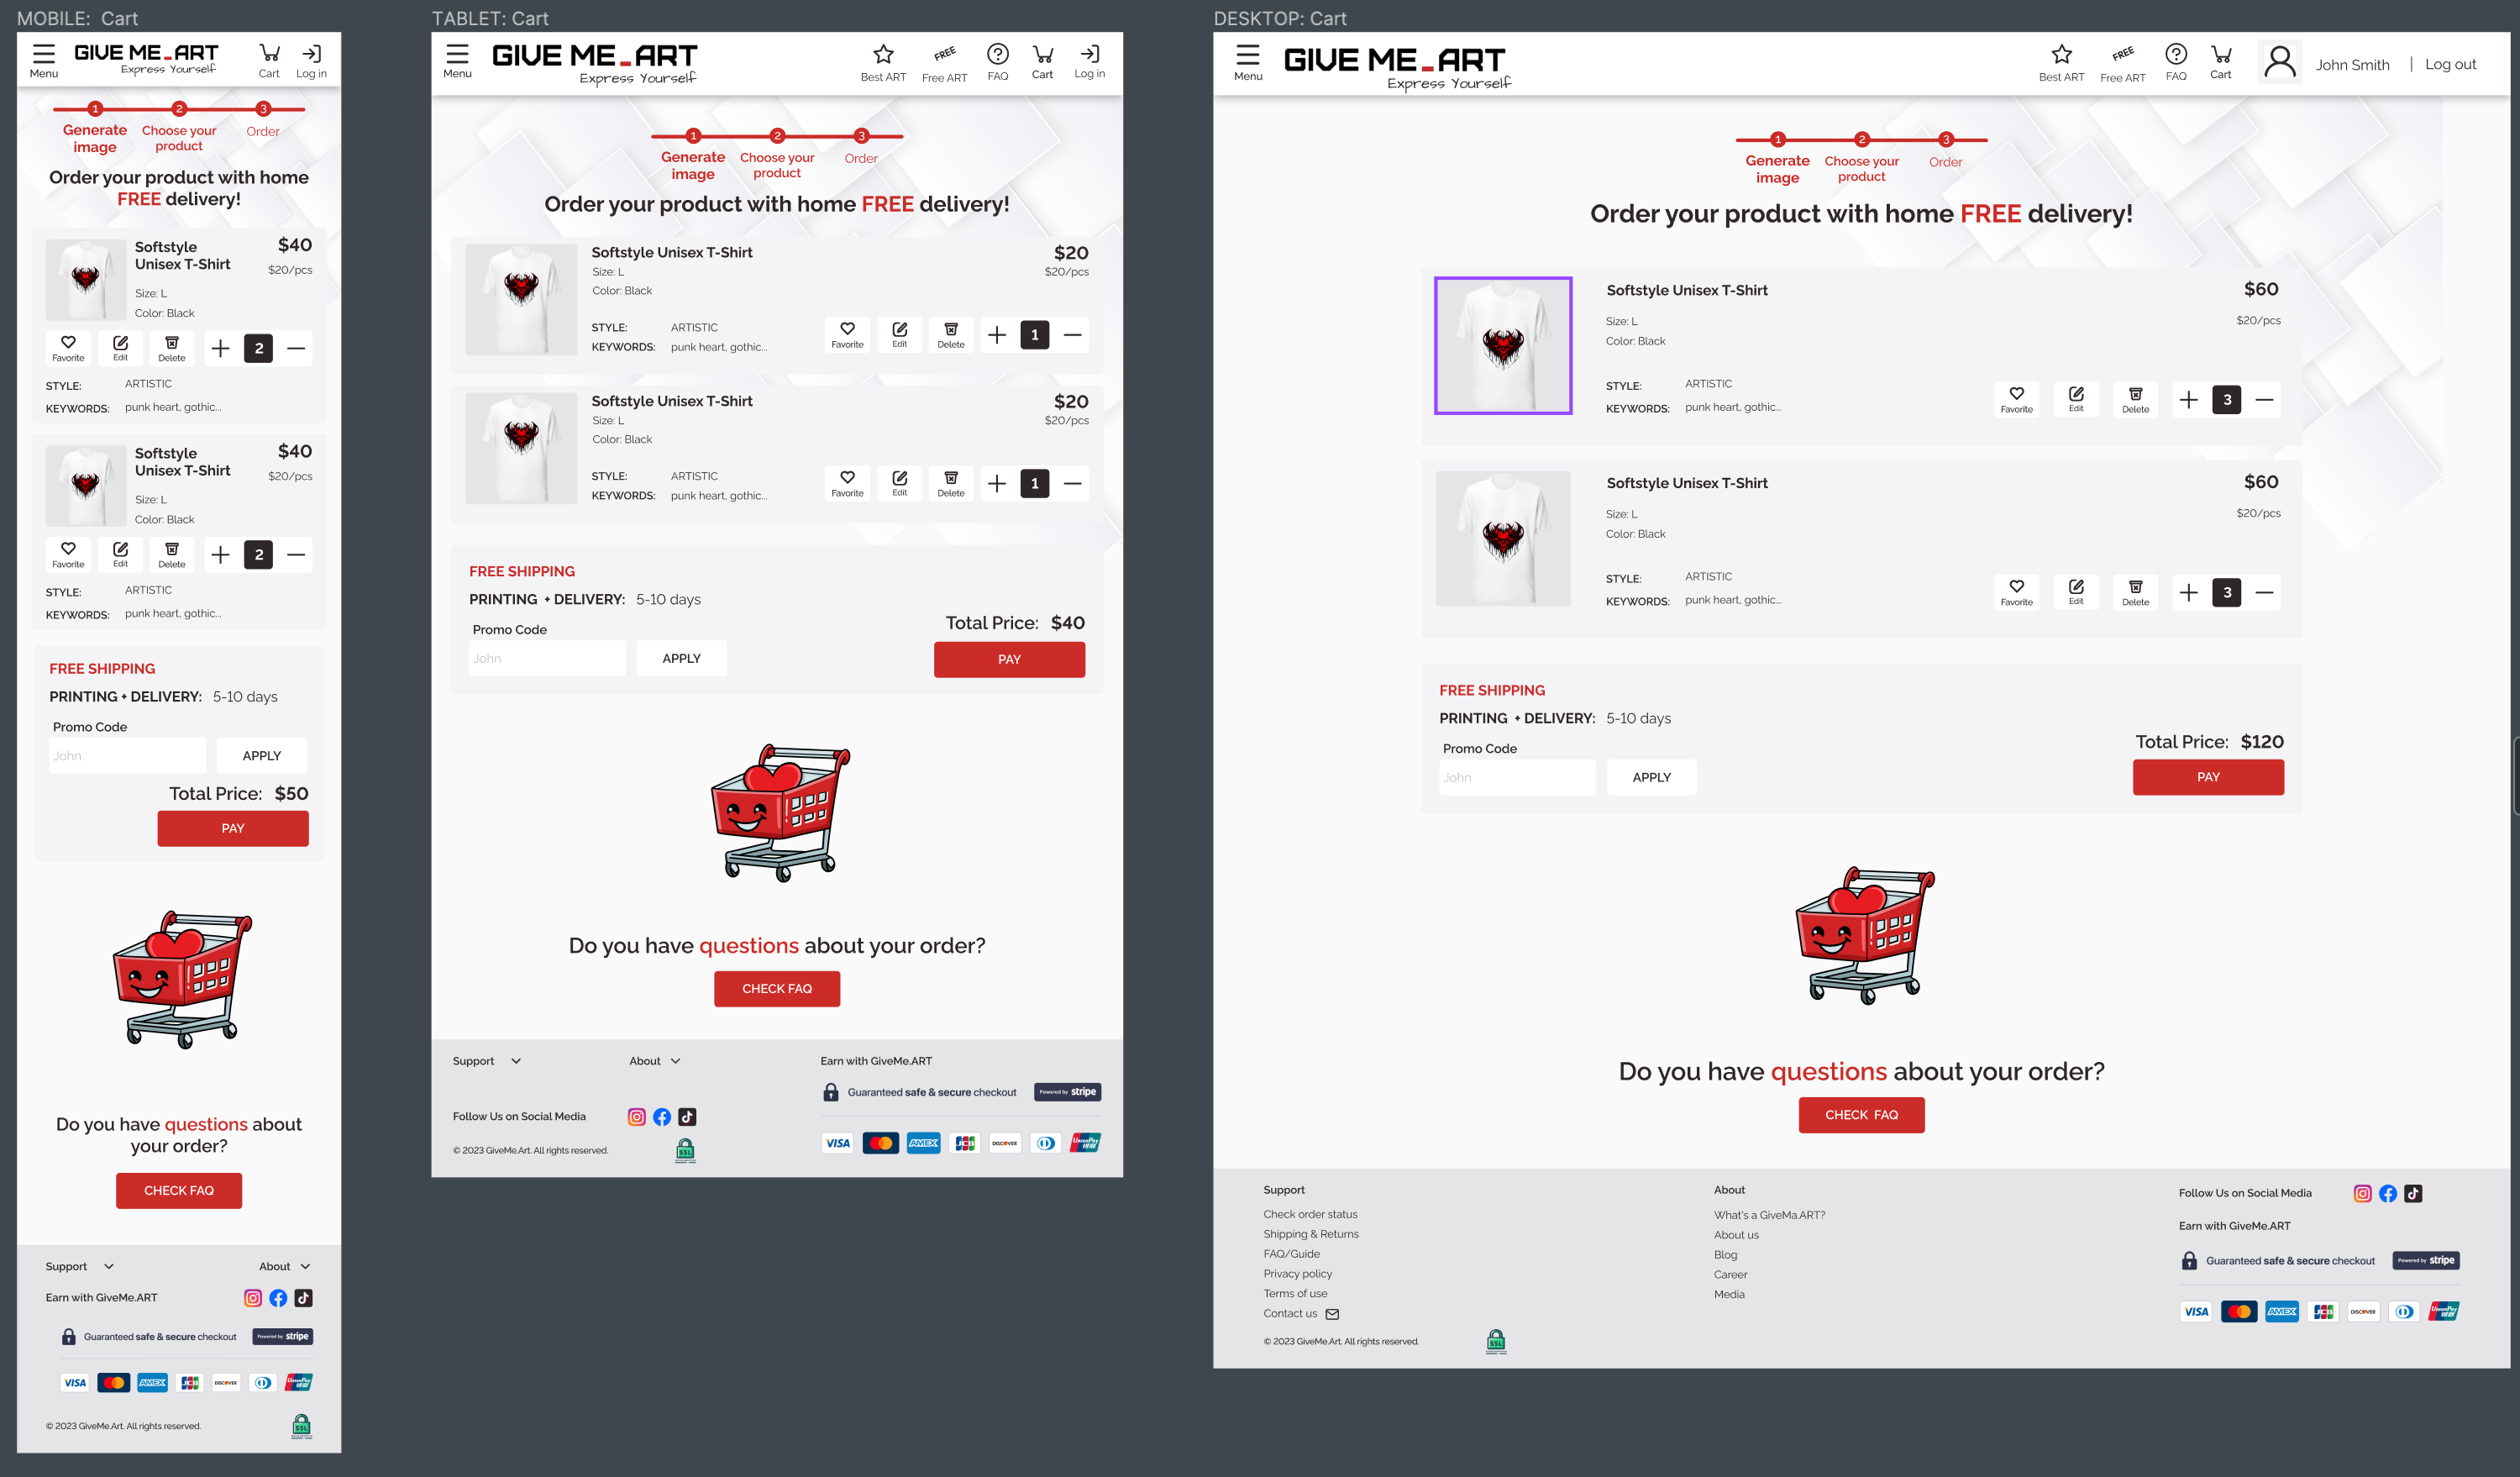 MOBILE: Cart
Menu
GIVE ME_ART
Express Yourself
Cart
Log in
1
2
3
Generate image
Choose your product
Order
Order your product with home
FREE delivery!
Softstyle
Unisex T-Shirt
$40
$20/pcs
Size: L
Color: Black
Favorite
Edit
Delete
2
STYLE: ARTISTIC
KEYWORDS: punk heart, gothic...
Softstyle
Unisex T-Shirt
$40
$20/pcs
Size: L
Color: Black
Favorite
Edit
Delete
2
STYLE: ARTISTIC
KEYWORDS: punk heart, gothic...
FREE SHIPPING
PRINTING + DELIVERY: 5-10 days
Promo Code
John
APPLY
Total Price: $50
PAY
Do you have questions about
your order?
CHECK FAQ
Support
About
Earn with GiveMe.ART
Guaranteed safe & secure checkout
Powered by stripe
VISA
AMEX
JCB
DISCOVER
UnionPay
© 2023 GiveMe.Art. All rights reserved.
SSL
TABLET: Cart
Menu
GIVE ME_ART
Express Yourself
Best ART
FREE
Free ART
FAQ
Cart
Log in
1
2
3
Generate image
Choose your product
Order
Order your product with home FREE delivery!
Softstyle Unisex T-Shirt
$20
Size: L
$20/pcs
Color: Black
STYLE: ARTISTIC
KEYWORDS: punk heart, gothic...
Favorite
Edit
Delete
1
Softstyle Unisex T-Shirt
$20
Size: L
$20/pcs
Color: Black
STYLE: ARTISTIC
KEYWORDS: punk heart, gothic...
Favorite
Edit
Delete
1
FREE SHIPPING
PRINTING + DELIVERY: 5-10 days
Promo Code
John
APPLY
Total Price: $40
PAY
Do you have questions about your order?
CHECK FAQ
Support
About
Earn with GiveMe.ART
Guaranteed safe & secure checkout
Powered by stripe
Follow Us on Social Media
© 2023 GiveMe.Art. All rights reserved.
SSL
VISA
AMEX
JCB
DISCOVER
UnionPay
DESKTOP: Cart
Menu
GIVE ME_ART
Express Yourself
Best ART
FREE
Free ART
FAQ
Cart
John Smith | Log out
1
2
3
Generate image
Choose your product
Order
Order your product with home FREE delivery!
Softstyle Unisex T-Shirt
$60
Size: L
$20/pcs
Color: Black
STYLE: ARTISTIC
KEYWORDS: punk heart, gothic...
Favorite
Edit
Delete
3
Softstyle Unisex T-Shirt
$60
Size: L
$20/pcs
Color: Black
STYLE: ARTISTIC
KEYWORDS: punk heart, gothic...
Favorite
Edit
Delete
3
FREE SHIPPING
PRINTING + DELIVERY: 5-10 days
Promo Code
John
APPLY
Total Price: $120
PAY
Do you have questions about your order?
CHECK FAQ
Support
Check order status
Shipping & Returns
FAQ/Guide
Privacy policy
Terms of use
Contact us
© 2023 GiveMe.Art. All rights reserved.
SSL
About
What's a GiveMa.ART?
About us
Blog
Career
Media
Follow Us on Social Media
Earn with GiveMe.ART
Guaranteed safe & secure checkout
Powered by stripe
VISA
AMEX
JCB
DISCOVER
UnionPay